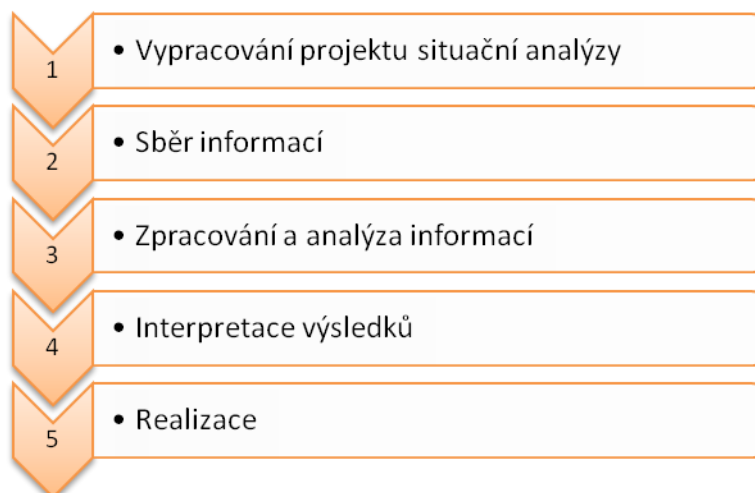 1 • Vypracování projektu situační analýzy
2 • Sběr informací
3 • Zpracování a analýza informací
4 • Interpretace výsledků
5 • Realizace